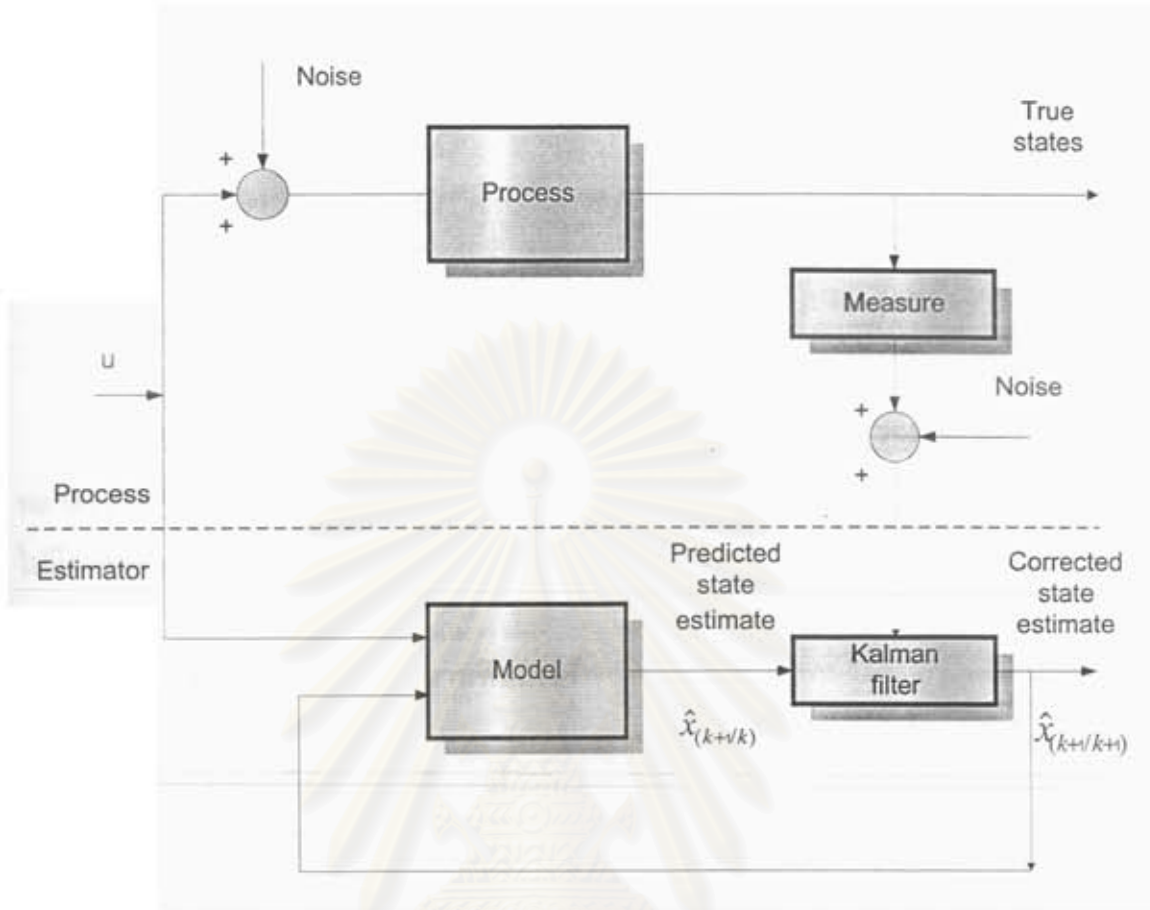 Noise
True
states
+
+
Process
Measure
u
Noise
+
+
Process
Estimator
Predicted
state
estimate
Corrected
state
estimate
Model
Kalman
filter
x̂(k+1/k)
x̂(k+1/k+1)